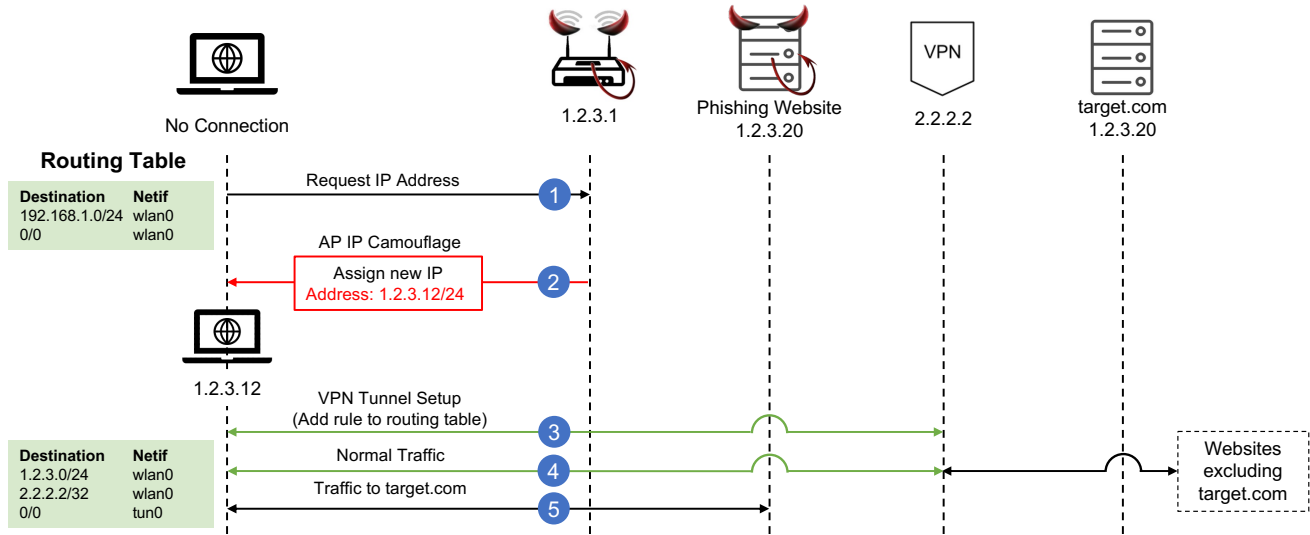 No Connection
1.2.3.1
Phishing Website
1.2.3.20
VPN
2.2.2.2
target.com
1.2.3.20
Routing Table
Destination Netif
192.168.1.0/24 wlan0
0/0 wlan0
Request IP Address
1
AP IP Camouflage
Assign new IP
Address: 1.2.3.12/24
2
1.2.3.12
VPN Tunnel Setup
(Add rule to routing table)
3
Destination Netif
1.2.3.0/24 wlan0
2.2.2.2/32 wlan0
0/0 tun0
Normal Traffic
4
Traffic to target.com
5
Websites
excluding
target.com